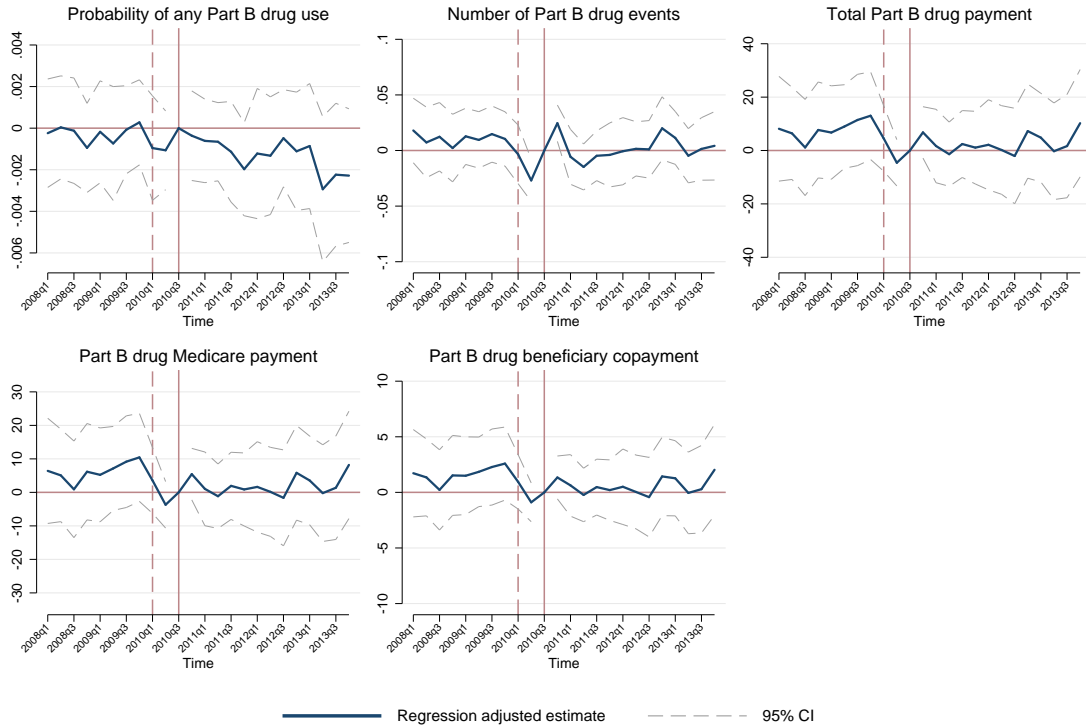 Probability of any Part B drug use
.004
.002
0
-.002
-.004
-.006
2008q1
2008q3
2009q1
2009q3
2010q1
2010q3
2011q1
2011q3
2012q1
2012q3
2013q1
2013q3
Time
Number of Part B drug events
.1
.05
0
-.05
-.1
2008q1
2008q3
2009q1
2009q3
2010q1
2010q3
2011q1
2011q3
2012q1
2012q3
2013q1
2013q3
Time
Total Part B drug payment
40
20
0
-20
-40
2008q1
2008q3
2009q1
2009q3
2010q1
2010q3
2011q1
2011q3
2012q1
2012q3
2013q1
2013q3
Time
Part B drug Medicare payment
30
20
10
0
-10
-20
-30
2008q1
2008q3
2009q1
2009q3
2010q1
2010q3
2011q1
2011q3
2012q1
2012q3
2013q1
2013q3
Time
Part B drug beneficiary copayment
10
5
0
-5
-10
2008q1
2008q3
2009q1
2009q3
2010q1
2010q3
2011q1
2011q3
2012q1
2012q3
2013q1
2013q3
Time
Regression adjusted estimate
95% CI